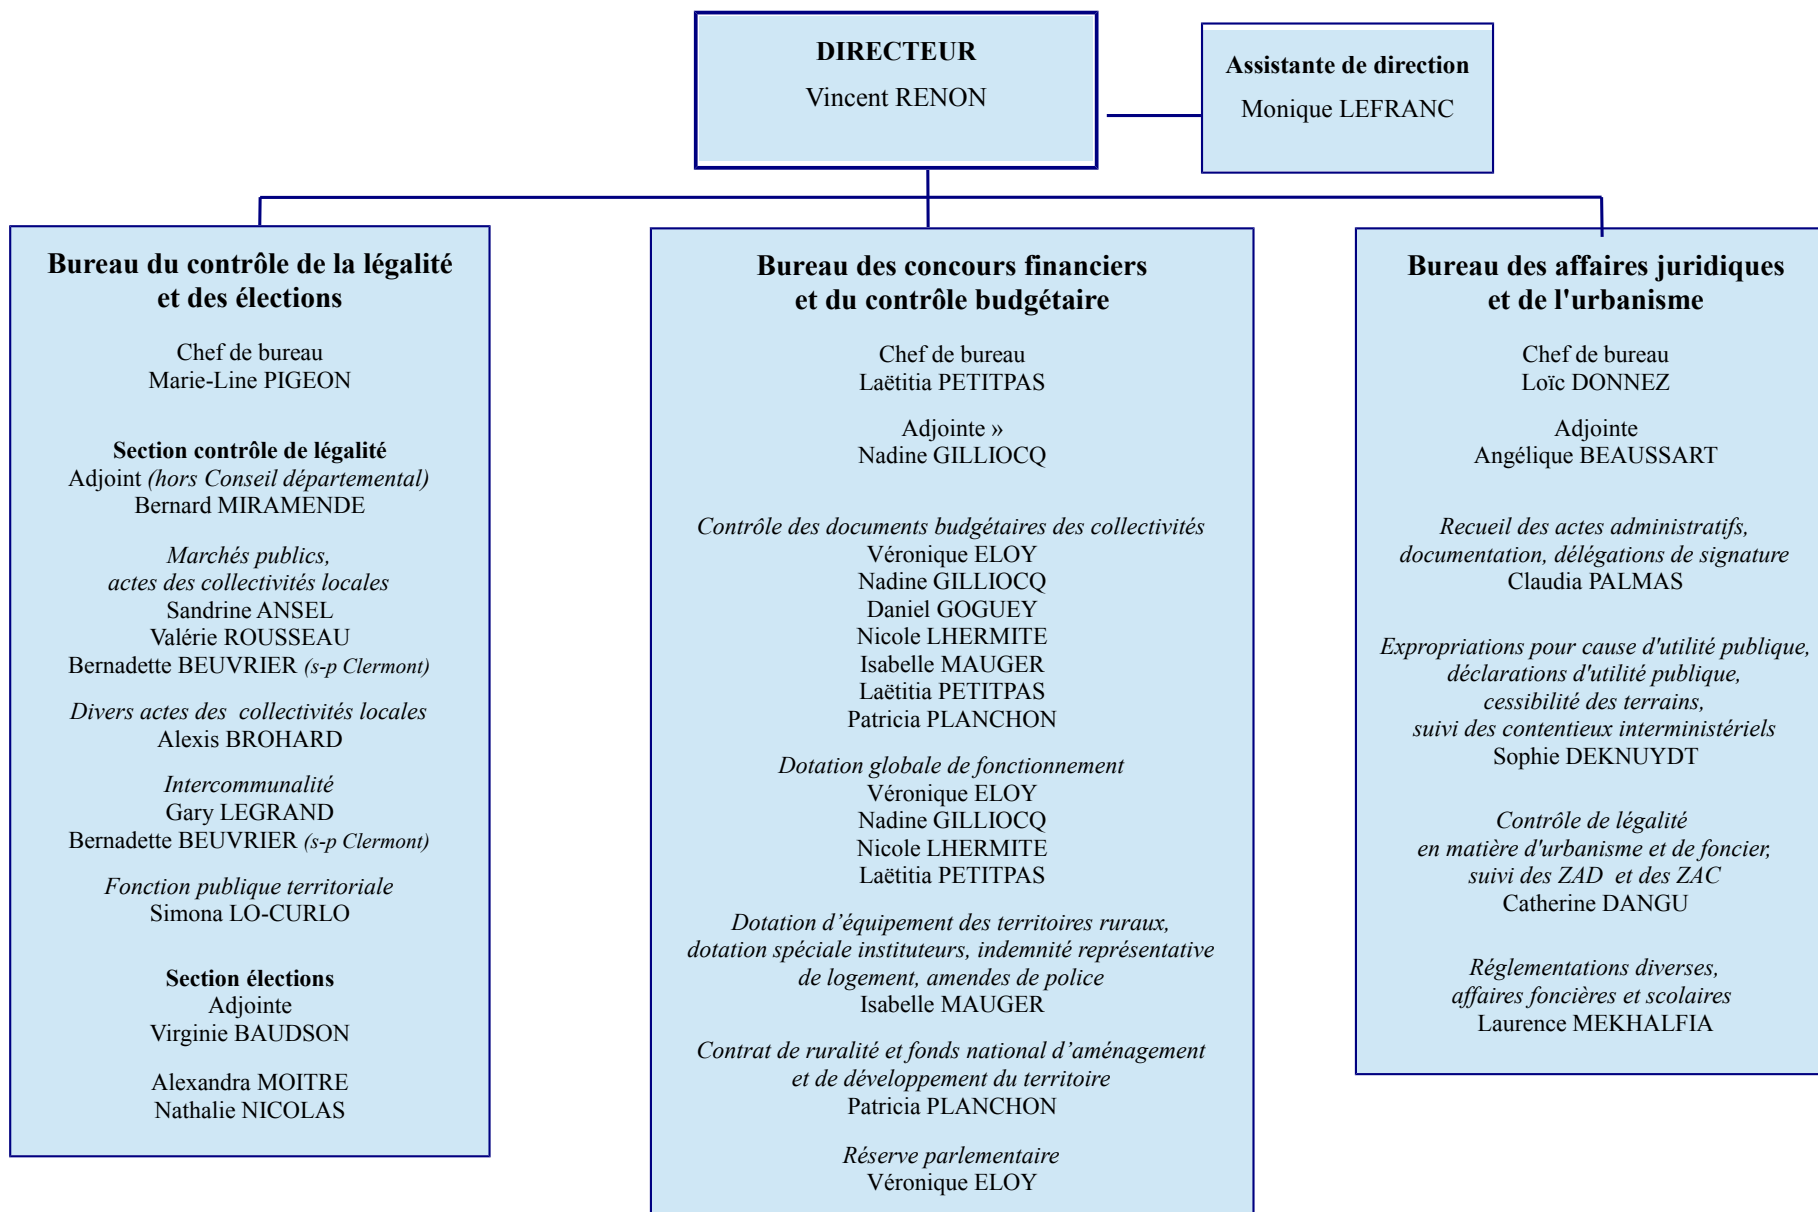 DIRECTEUR
Vincent RENON
Assistante de direction
Monique LEFRANC
Bureau du contrôle de la légalité
et des élections
Chef de bureau
Marie-Line PIGEON
Section contrôle de légalité
Adjoint (hors Conseil départemental)
Bernard MIRAMENDE
Marchés publics,
actes des collectivités locales
Sandrine ANSEL
Valérie ROUSSEAU
Bernadette BEUVRIER (s-p Clermont)
Divers actes des collectivités locales
Alexis BROHARD
Intercommunalité
Gary LEGRAND
Bernadette BEUVRIER (s-p Clermont)
Fonction publique territoriale
Simona LO-CURLO
Section élections
Adjointe
Virginie BAUDSON
Alexandra MOITRE
Nathalie NICOLAS
Bureau des concours financiers
et du contrôle budgétaire
Chef de bureau
Laëtitia PETITPAS
Adjointe »
Nadine GILLIOCQ
Contrôle des documents budgétaires des collectivités
Véronique ELOY
Nadine GILLIOCQ
Daniel GOGUEY
Nicole LHERMITE
Isabelle MAUGER
Laëtitia PETITPAS
Patricia PLANCHON
Dotation globale de fonctionnement
Véronique ELOY
Nadine GILLIOCQ
Nicole LHERMITE
Laëtitia PETITPAS
Dotation d’équipement des territoires ruraux,
dotation spéciale instituteurs, indemnité représentative
de logement, amendes de police
Isabelle MAUGER
Contrat de ruralité et fonds national d’aménagement
et de développement du territoire
Patricia PLANCHON
Réserve parlementaire
Véronique ELOY
Bureau des affaires juridiques
et de l'urbanisme
Chef de bureau
Loïc DONNEZ
Adjointe
Angélique BEAUSSART
Recueil des actes administratifs,
documentation, délégations de signature
Claudia PALMAS
Expropriations pour cause d'utilité publique,
déclarations d'utilité publique,
cessibilité des terrains,
suivi des contentieux interministériels
Sophie DEKNUYDT
Contrôle de légalité
en matière d'urbanisme et de foncier,
suivi des ZAD et des ZAC
Catherine DANGU
Réglementations diverses,
affaires foncières et scolaires
Laurence MEKHALFIA